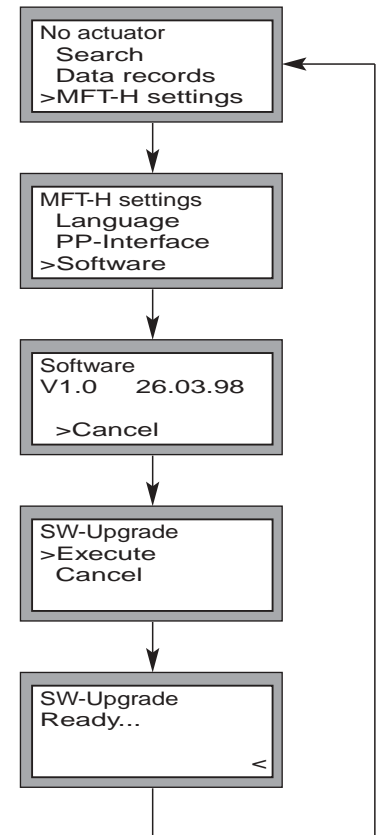 No actuator
Search
Data records
>MFT-H settings
MFT-H settings
Language
PP-Interface
>Software
Software
V1.0 26.03.98
>Cancel
SW-Upgrade
>Execute
Cancel
SW-Upgrade
Ready...
<